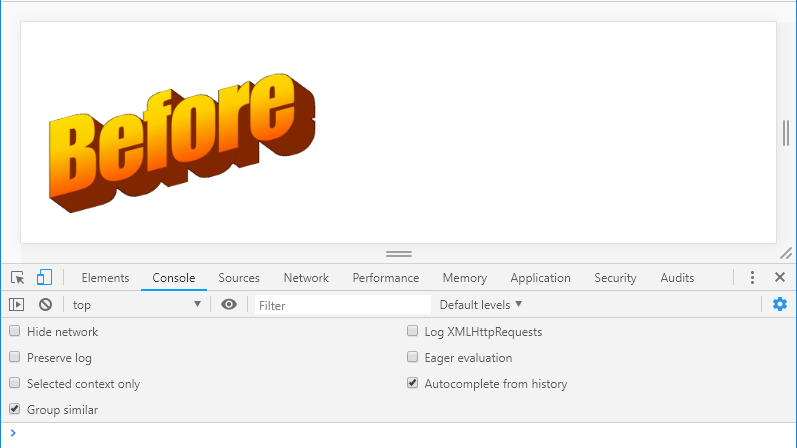 Before
Elements Console Sources Network Performance Memory Application Security Audits
top Filter Default levels
Hide network Log XMLHttpRequests
Preserve log Eager evaluation
Selected context only Autocomplete from history
Group similar